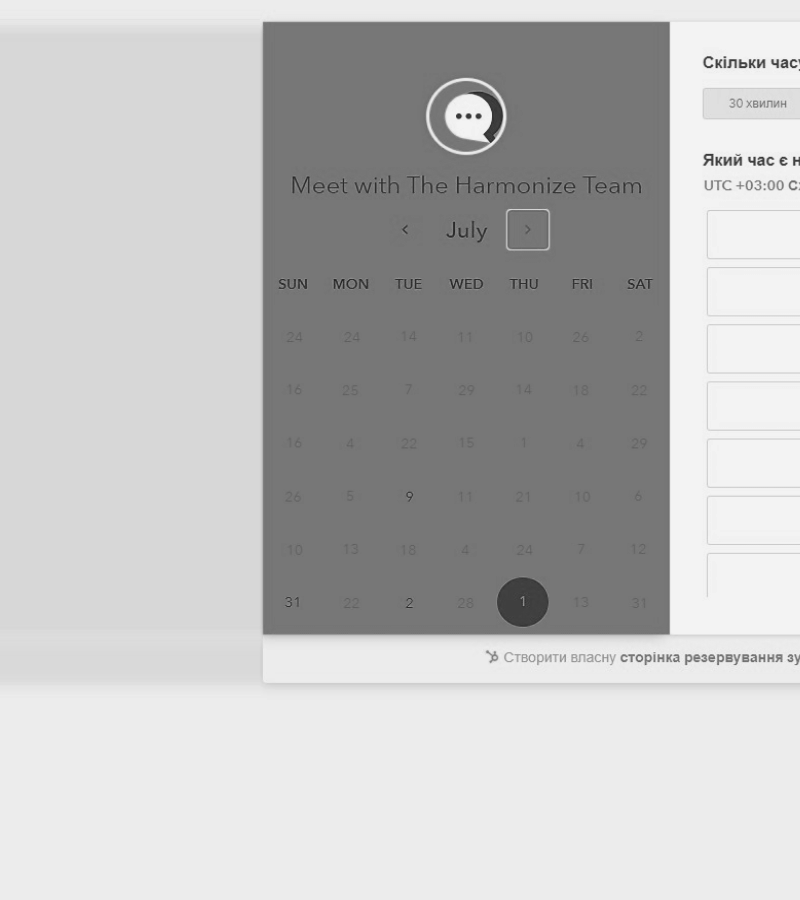 Meet with The Harmonize Team
July
SUN MON TUE WED THU FRI SAT
24 24 14 11 10 26 2
16 25 7 29 14 18 22
16 4 22 15 1 4 29
26 5 9 11 21 10 6
10 13 18 4 24 7 12
31 22 2 28 1 13 31
Скільки часу
30 хвилин
Який час є н
UTC +03:00
Створити власну сторінка резервування зу